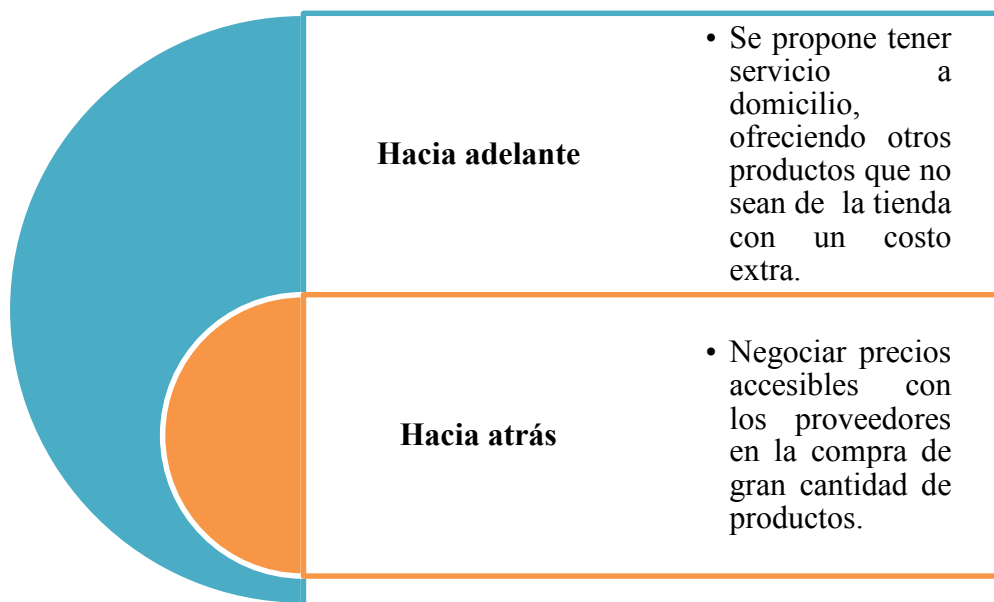 Hacia adelante
• Se propone tener
servicio a
domicilio,
ofreciendo otros
productos que no
sean de la tienda
con un costo
extra.
Hacia atrás
• Negociar precios
accesibles con
los proveedores
en la compra de
gran cantidad de
productos.